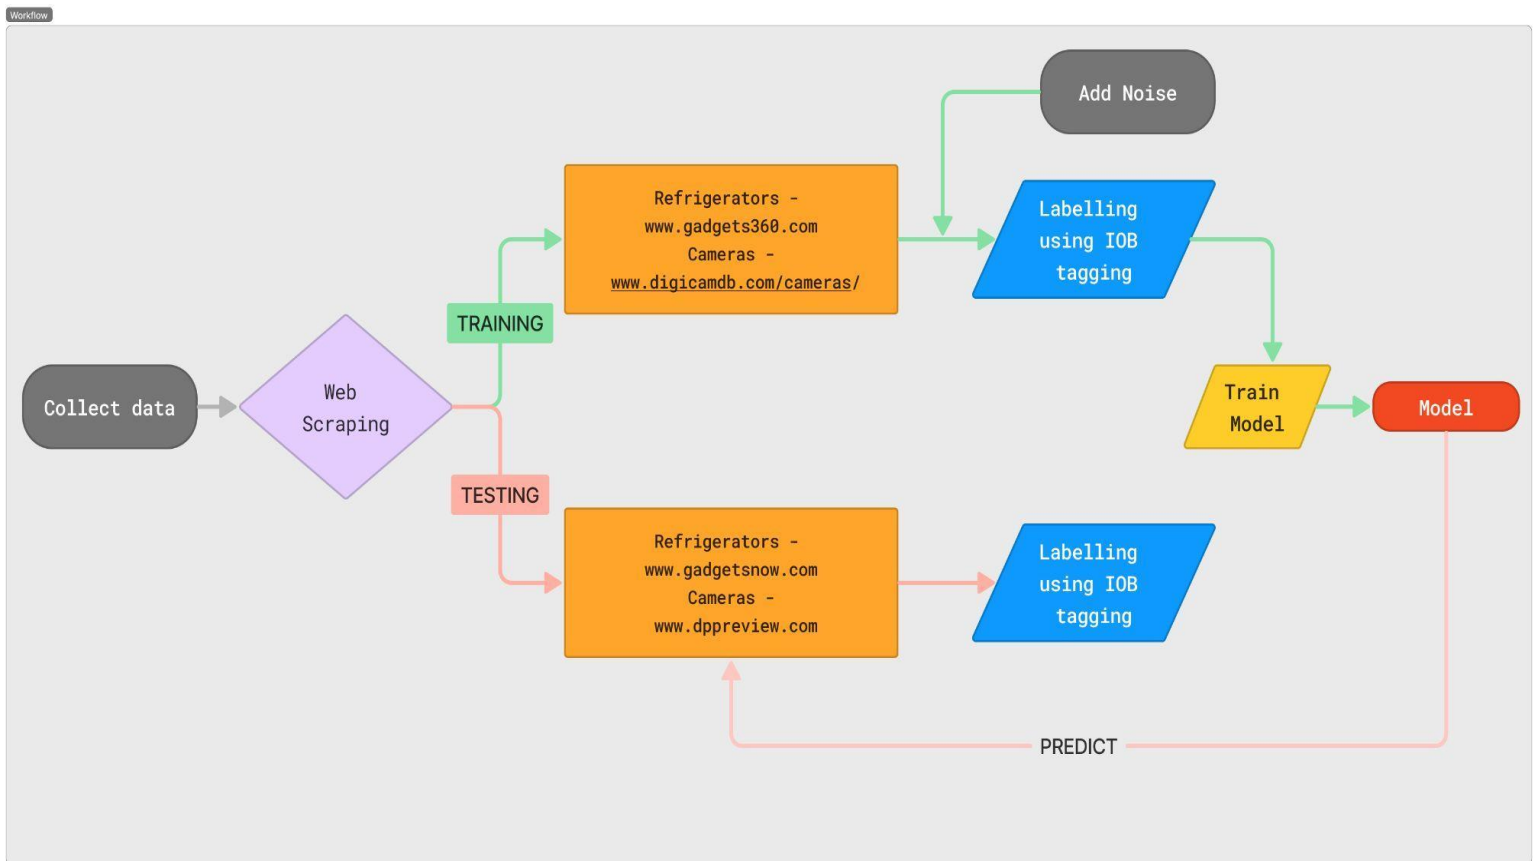 Workflow
Add Noise
Refrigerators -
www.gadgets360.com
Cameras -
www.digicamdb.com/cameras/
Labelling
using IOB
tagging
TRAINING
Collect data
Web
Scraping
Train
Model
Model
TESTING
Refrigerators -
www.gadgetsnow.com
Cameras -
www.dppreview.com
Labelling
using IOB
tagging
PREDICT